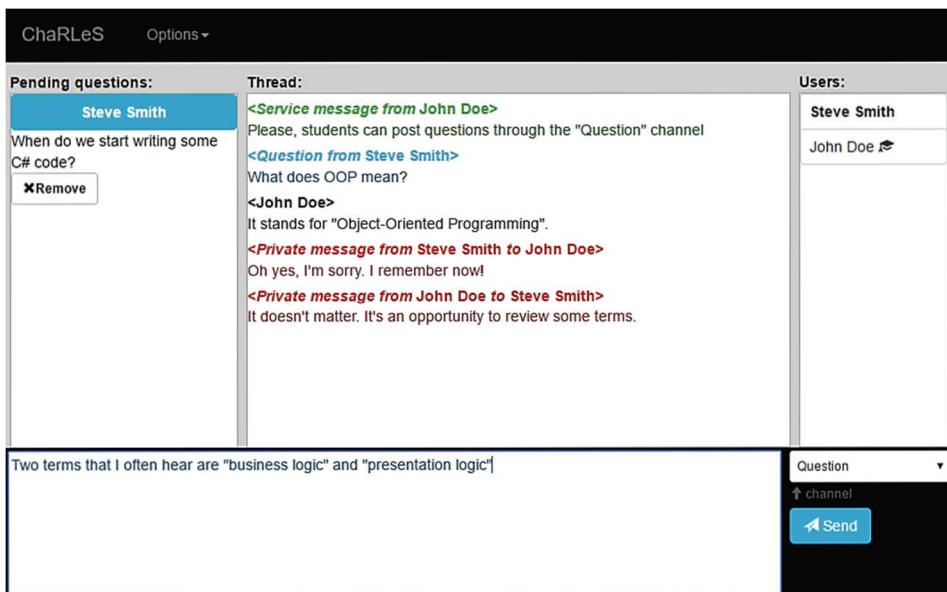 ChaRLeS Options
Pending questions:
Steve Smith
When do we start writing some
C# code?
Remove
Thread:
<Service message from John Doe>
Please, students can post questions through the "Question" channel
<Question from Steve Smith>
What does OOP mean?
<John Doe>
It stands for "Object-Oriented Programming".
<Private message from Steve Smith to John Doe>
Oh yes, I'm sorry. I remember now!
<Private message from John Doe to Steve Smith>
It doesn't matter. It's an opportunity to review some terms.
Users:
Steve Smith
John Doe
Two terms that I often hear are "business logic" and "presentation logic"
Question
channel
Send